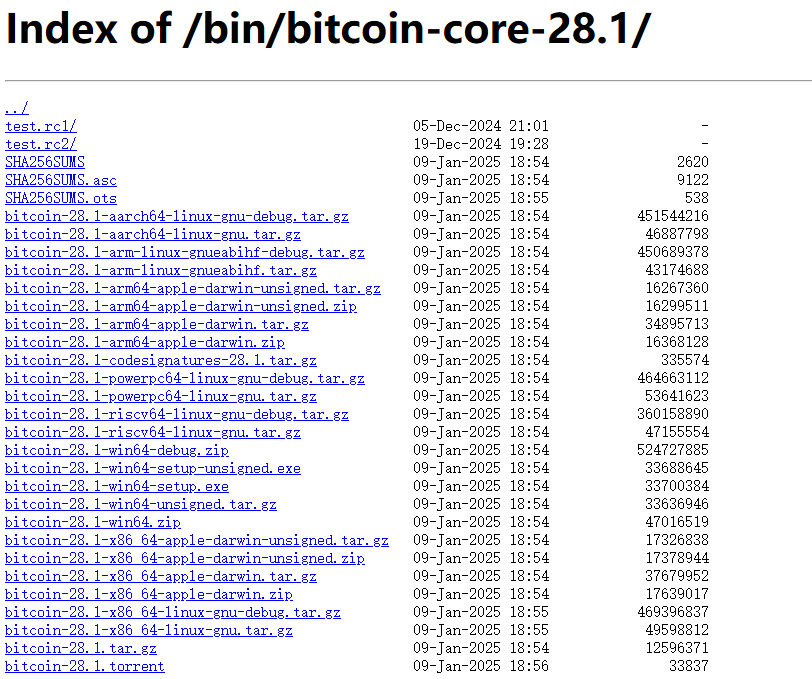 Index of /bin/bitcoin-core-28.1/
../
test.rc1/ 05-Dec-2024 21:01 -
test.rc2/ 19-Dec-2024 19:28 -
SHA256SUMS 09-Jan-2025 18:54 2620
SHA256SUMS.asc 09-Jan-2025 18:54 9122
SHA256SUMS.ots 09-Jan-2025 18:55 538
bitcoin-28.1-aarch64-linux-gnu-debug.tar.gz 09-Jan-2025 18:54 451544216
bitcoin-28.1-aarch64-linux-gnu.tar.gz 09-Jan-2025 18:54 46887798
bitcoin-28.1-arm-linux-gnueabihf-debug.tar.gz 09-Jan-2025 18:54 450689378
bitcoin-28.1-arm-linux-gnueabihf.tar.gz 09-Jan-2025 18:54 43174688
bitcoin-28.1-arm64-apple-darwin-unsigned.tar.gz 09-Jan-2025 18:54 16267360
bitcoin-28.1-arm64-apple-darwin-unsigned.zip 09-Jan-2025 18:54 16299511
bitcoin-28.1-arm64-apple-darwin.tar.gz 09-Jan-2025 18:54 34895713
bitcoin-28.1-arm64-apple-darwin.zip 09-Jan-2025 18:54 16368128
bitcoin-28.1-codesignatures-28.1.tar.gz 09-Jan-2025 18:54 335574
bitcoin-28.1-powerpc64-linux-gnu-debug.tar.gz 09-Jan-2025 18:54 464663112
bitcoin-28.1-powerpc64-linux-gnu.tar.gz 09-Jan-2025 18:54 53641623
bitcoin-28.1-riscv64-linux-gnu-debug.tar.gz 09-Jan-2025 18:54 360158890
bitcoin-28.1-riscv64-linux-gnu.tar.gz 09-Jan-2025 18:54 47155554
bitcoin-28.1-win64-debug.zip 09-Jan-2025 18:54 524727885
bitcoin-28.1-win64-setup-unsigned.exe 09-Jan-2025 18:54 33688645
bitcoin-28.1-win64-setup.exe 09-Jan-2025 18:54 33700384
bitcoin-28.1-win64-unsigned.tar.gz 09-Jan-2025 18:54 33636946
bitcoin-28.1-win64.zip 09-Jan-2025 18:54 47016519
bitcoin-28.1-x86_64-apple-darwin-unsigned.tar.gz 09-Jan-2025 18:54 17326838
bitcoin-28.1-x86_64-apple-darwin-unsigned.zip 09-Jan-2025 18:54 17378944
bitcoin-28.1-x86_64-apple-darwin.tar.gz 09-Jan-2025 18:54 37679952
bitcoin-28.1-x86_64-apple-darwin.zip 09-Jan-2025 18:54 17639017
bitcoin-28.1-x86_64-linux-gnu-debug.tar.gz 09-Jan-2025 18:55 469396837
bitcoin-28.1-x86_64-linux-gnu.tar.gz 09-Jan-2025 18:55 49598812
bitcoin-28.1.tar.gz 09-Jan-2025 18:54 12596371
bitcoin-28.1.torrent 09-Jan-2025 18:56 33837